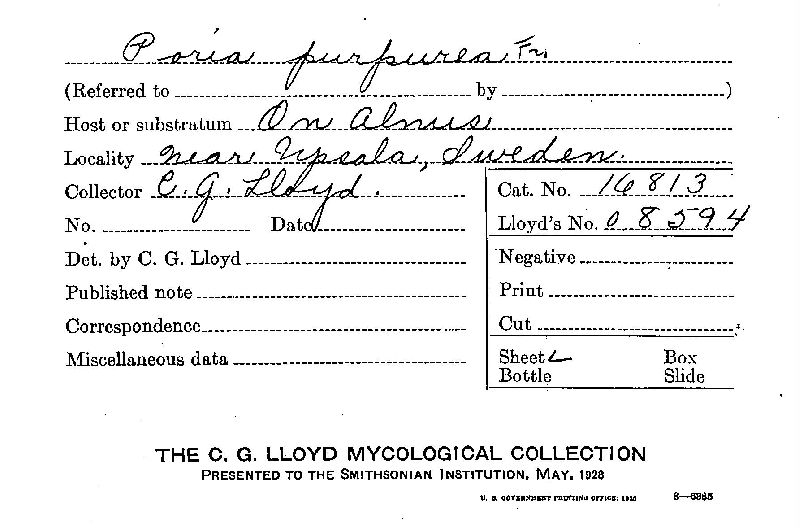 Poria purpurea Fr.
(Referred to by )
Host or substratum On Alnus
Locality near Upsala, Sweden.
Collector C. G. Lloyd.
Cat. No. 16813
No. Date
Lloyd's No. 08594
Det. by C. G. Lloyd
Negative
Published note
Print
Correspondence
Cut
Miscellaneous data
Sheet Box
Bottle Slide
THE C. G. LLOYD MYCOLOGICAL COLLECTION
PRESENTED TO THE SMITHSONIAN INSTITUTION, MAY, 1928
U. S. GOVERNMENT PRINTING OFFICE: